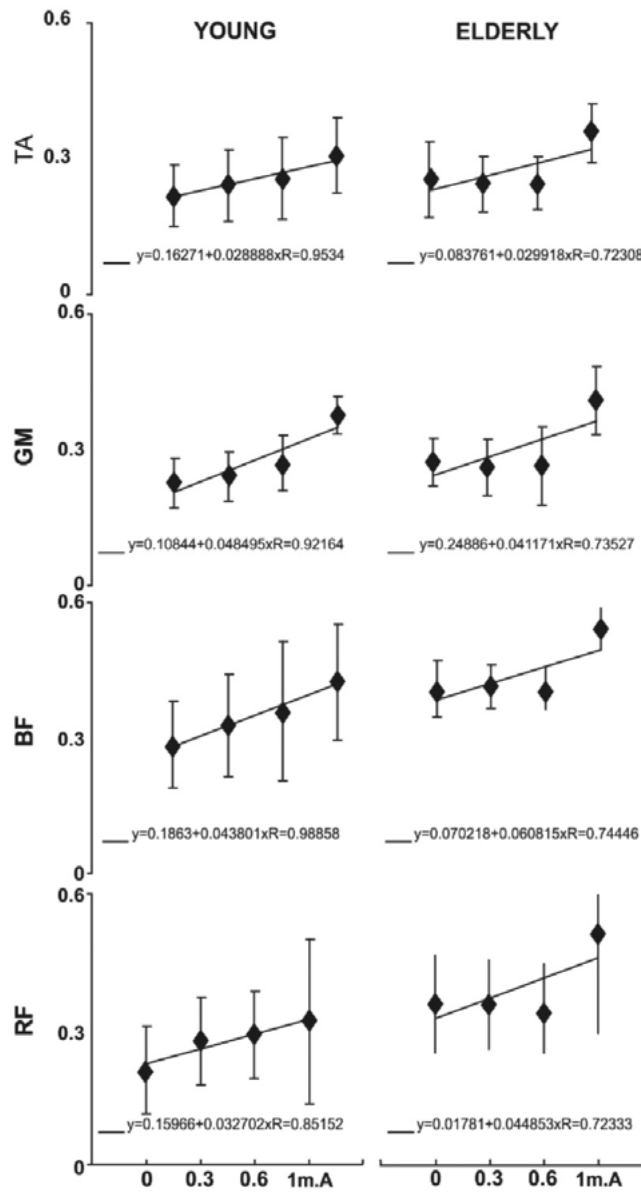 YOUNG ELDERLY
0.6
TA
0.3
y=0.16271+0.028888xR=0.9534 y=0.083761+0.029918xR=0.72308
0
0.6
GM
0.3
y=0.10844+0.048495xR=0.92164 y=0.24886+0.041171xR=0.73527
0
0.6
BF
0.3
y=0.1863+0.043801xR=0.98858 y=0.070218+0.060815xR=0.74446
0
0.6
RF
0.3
y=0.15966+0.032702xR=0.85152 y=0.01781+0.044853xR=0.72333
0
0 0.3 0.6 1m.A 0 0.3 0.6 1m.A